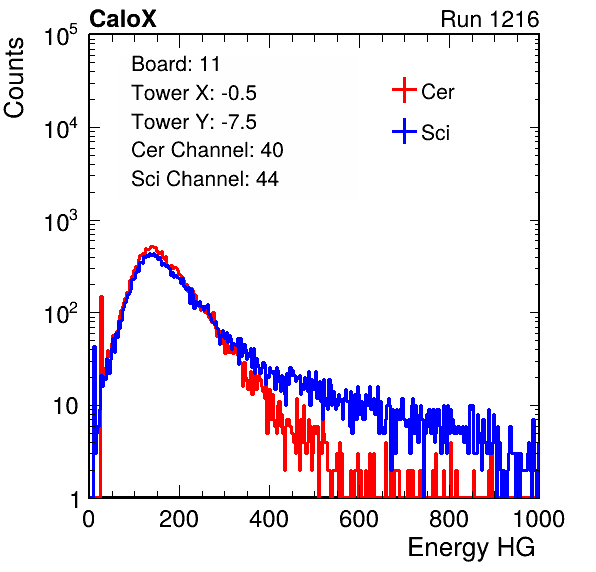 CaloX Run 1216
Counts
10^5
10^4
10^3
10^2
10
1
Board: 11
Tower X: -0.5
Tower Y: -7.5
Cer Channel: 40
Sci Channel: 44
Cer
Sci
0 200 400 600 800 1000
Energy HG